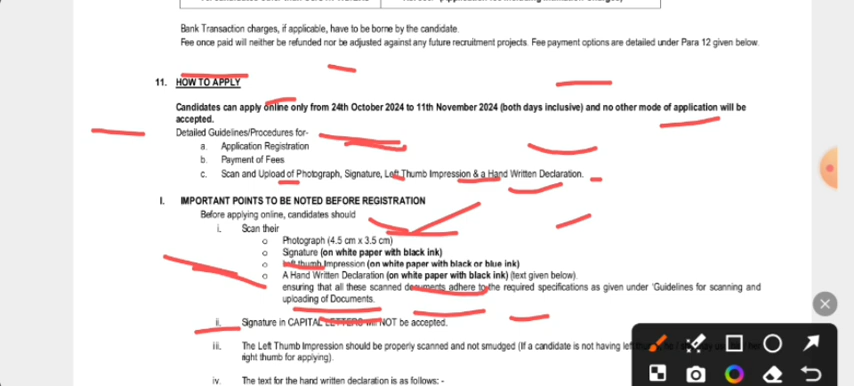 Bank Transaction charges, if applicable, have to be borne by the candidate.
Fee once paid will neither be refunded nor be adjusted against any future recruitment projects. Fee payment options are detailed under Para 12 given below.
11. HOW TO APPLY
Candidates can apply online only from 24th October 2024 to 11th November 2024 (both days inclusive) and no other mode of application will be
accepted.
Detailed Guidelines/Procedures for-
a. Application Registration
b. Payment of Fees
c. Scan and Upload of Photograph, Signature, Left Thumb Impression & a Hand Written Declaration.
I. IMPORTANT POINTS TO BE NOTED BEFORE REGISTRATION
Before applying online, candidates should
i. Scan their
o Photograph (4.5 cm x 3.5 cm)
o Signature (on white paper with black ink)
o left thumb Impression (on white paper with black or blue ink)
o A Hand Written Declaration (on white paper with black ink) (text given below)
ensuring that all these scanned documents adhere to the required specifications as given under 'Guidelines for scanning and
uploading of Documents.
ii. Signature in CAPITAL LETTERS will NOT be accepted.
iii. The Left Thumb Impression should be properly scanned and not smudged (If a candidate is not having left
right thumb for applying).
iv. The text for the hand written declaration is as follows: -